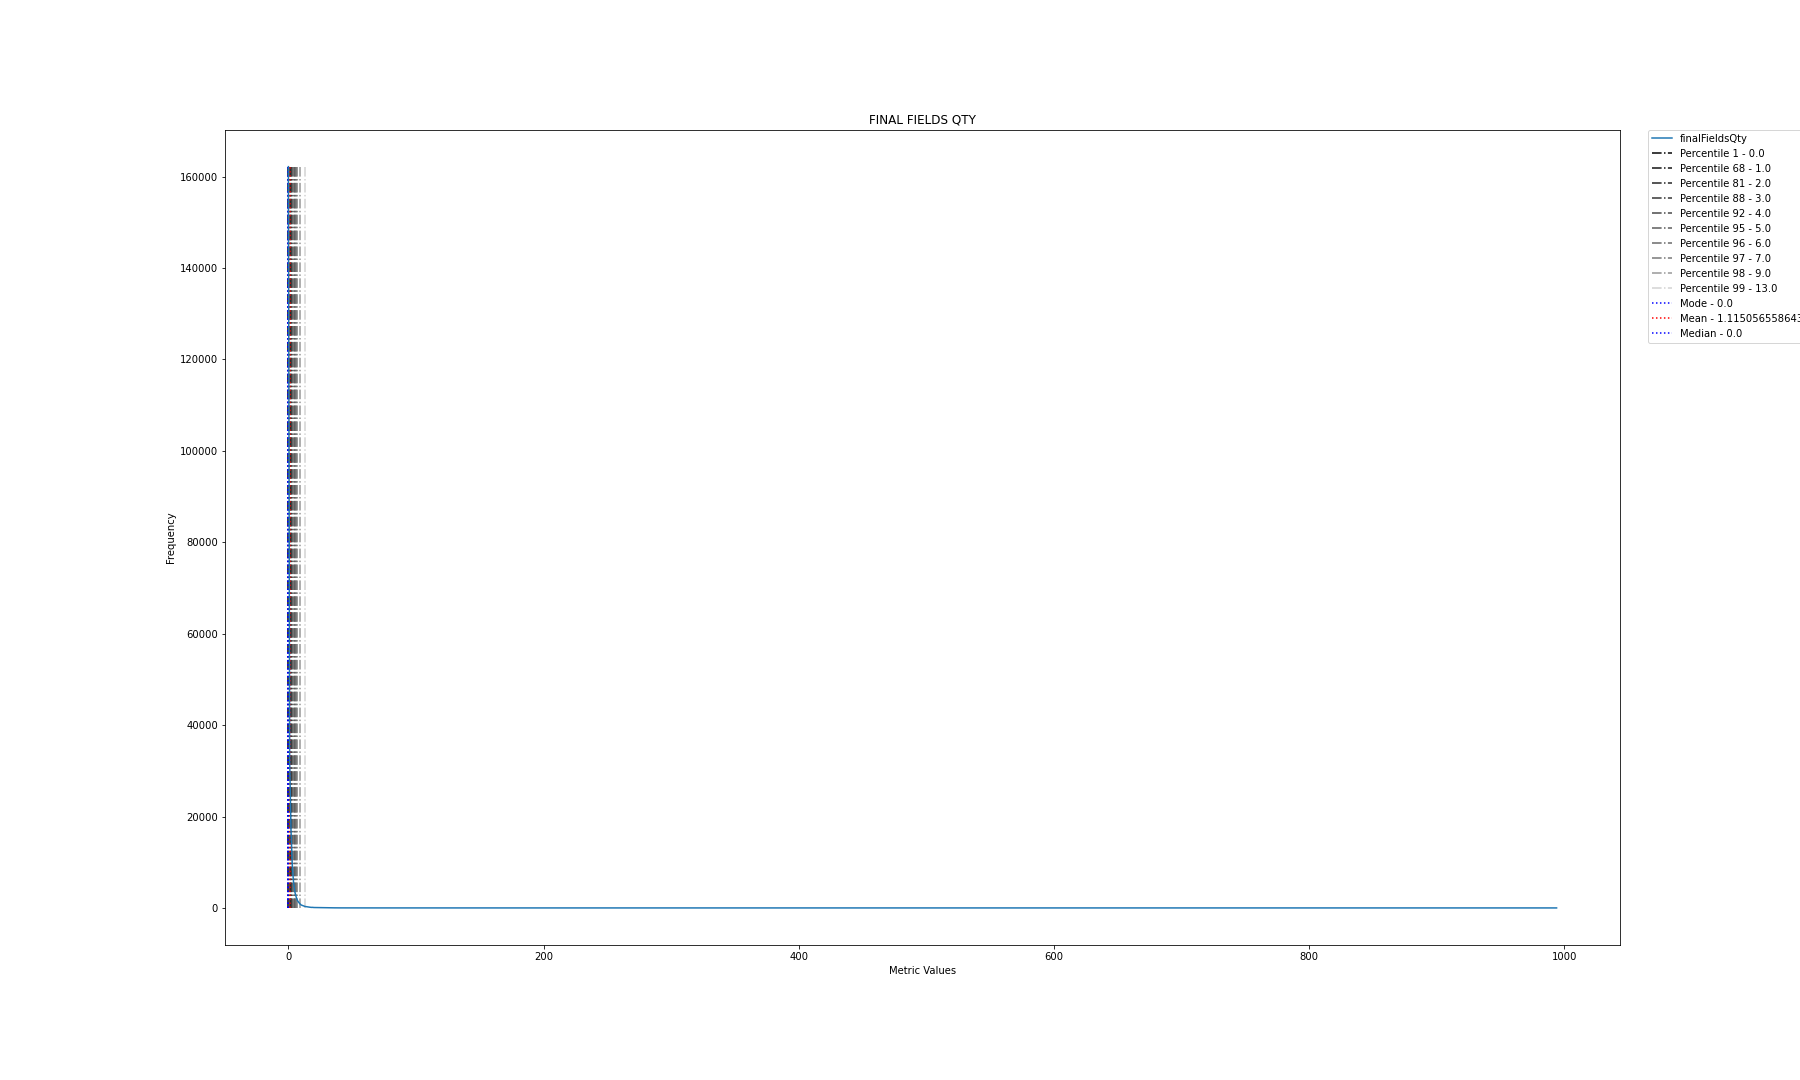 FINAL FIELDS QTY
finalFieldsQty
Percentile 1 - 0.0
Percentile 68 - 1.0
Percentile 81 - 2.0
Percentile 88 - 3.0
Percentile 92 - 4.0
Percentile 95 - 5.0
Percentile 96 - 6.0
Percentile 97 - 7.0
Percentile 98 - 9.0
Percentile 99 - 13.0
Mode - 0.0
Mean - 1.115056558643
Median - 0.0
160000
140000
120000
100000
80000
60000
40000
20000
0
Frequency
0 200 400 600 800 1000
Metric Values